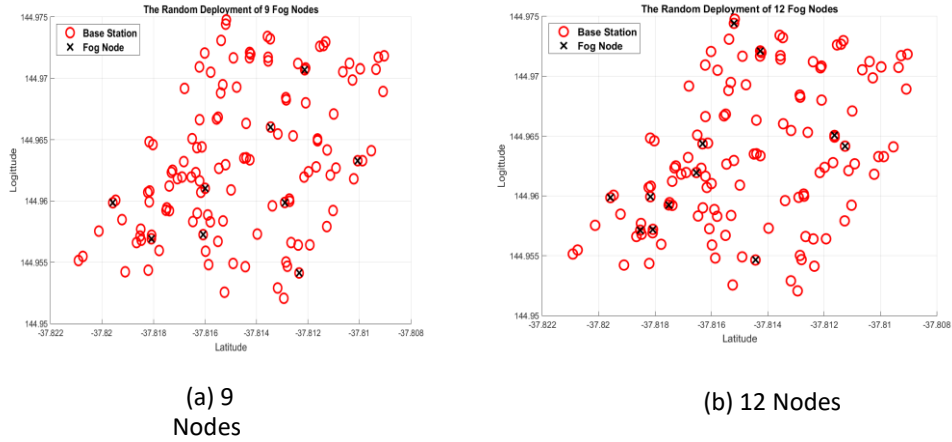 The Random Deployment of 9 Fog Nodes
144.975
144.97
144.965
144.96
144.955
144.95
Logittude
Base Station
Fog Node
-37.822
-37.82
-37.818
-37.816
-37.814
-37.812
-37.81
-37.808
Latitude
(a) 9
Nodes
The Random Deployment of 12 Fog Nodes
144.975
144.97
144.965
144.96
144.955
144.95
Logittude
Base Station
Fog Node
-37.822
-37.82
-37.818
-37.816
-37.814
-37.812
-37.81
-37.808
Latitude
(b) 12 Nodes